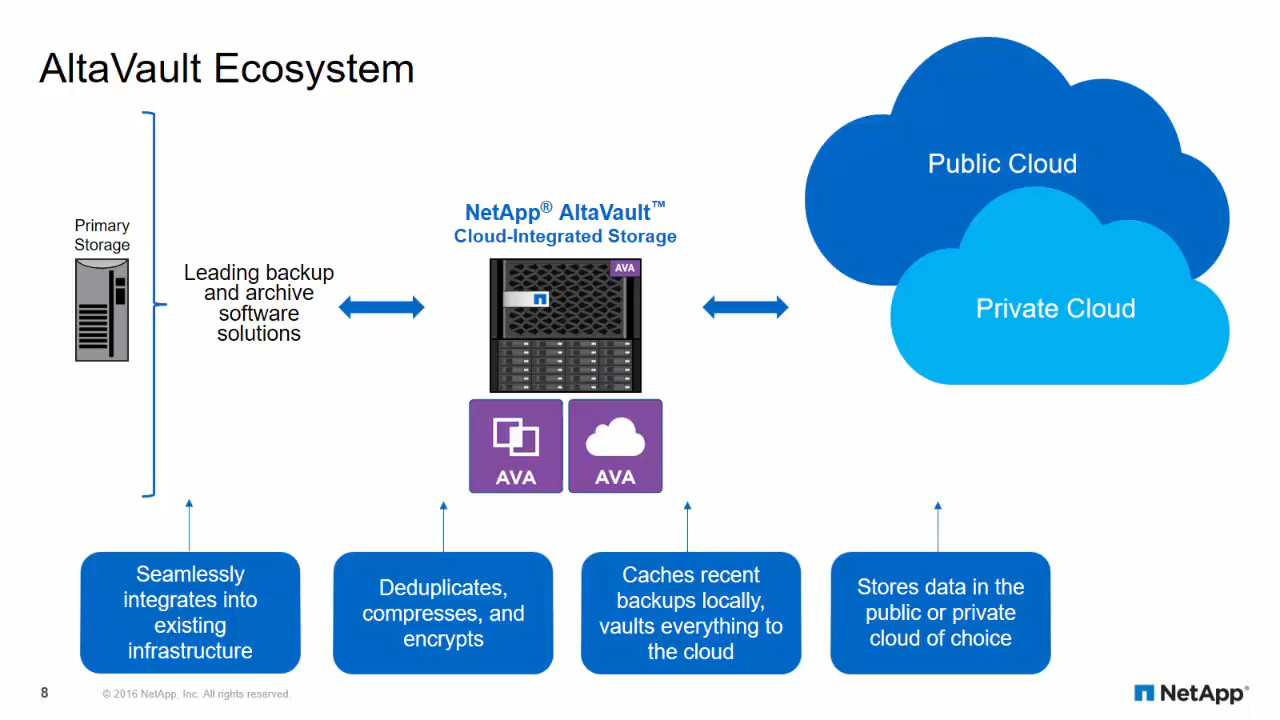 AltaVault Ecosystem
Primary
Storage
Leading backup
and archive
software
solutions
NetApp® AltaVault™
Cloud-Integrated Storage
AVA
AVA
AVA
Public Cloud
Private Cloud
Seamlessly
integrates into
existing
infrastructure
Deduplicates,
compresses, and
encrypts
Caches recent
backups locally,
vaults everything to
the cloud
Stores data in the
public or private
cloud of choice
8
© 2016 NetApp, Inc. All rights reserved.
NetApp®